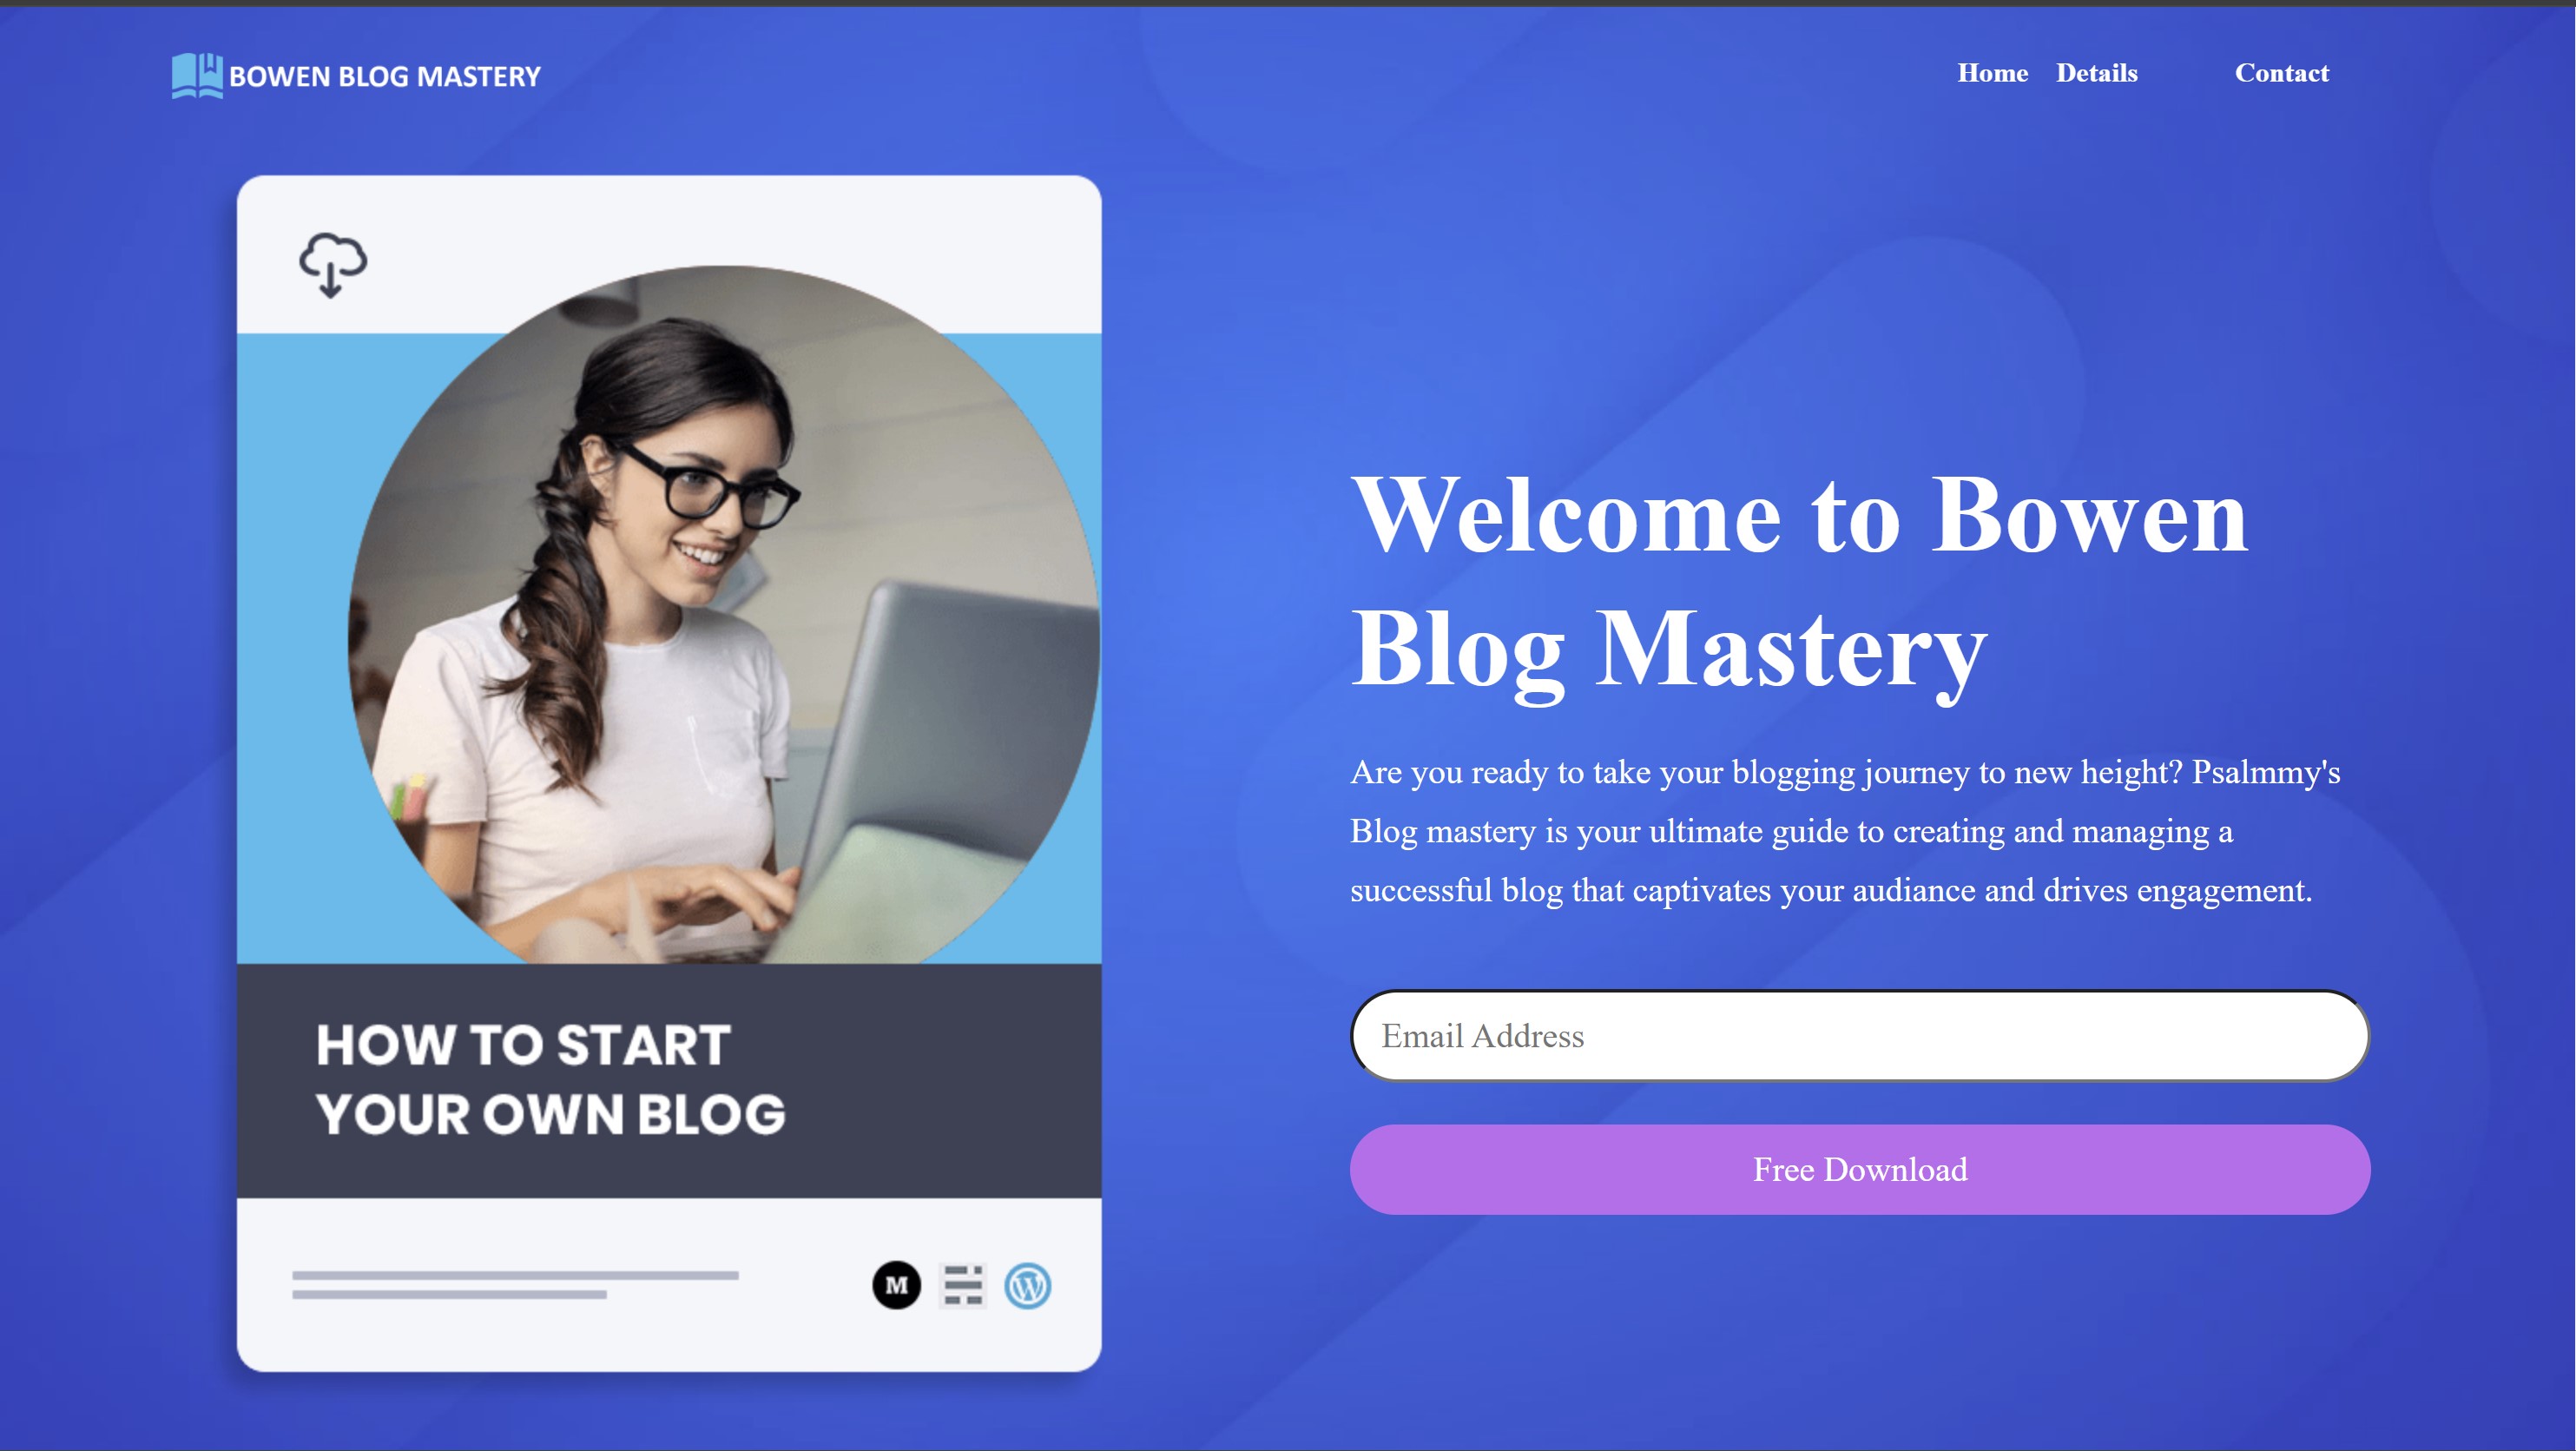 BOWEN BLOG MASTERY
Home Details Contact
HOW TO START
YOUR OWN BLOG
M
W
Welcome to Bowen
Blog Mastery
Are you ready to take your blogging journey to new height? Psalmmy's
Blog mastery is your ultimate guide to creating and managing a
successful blog that captivates your audiance and drives engagement.
Email Address
Free Download